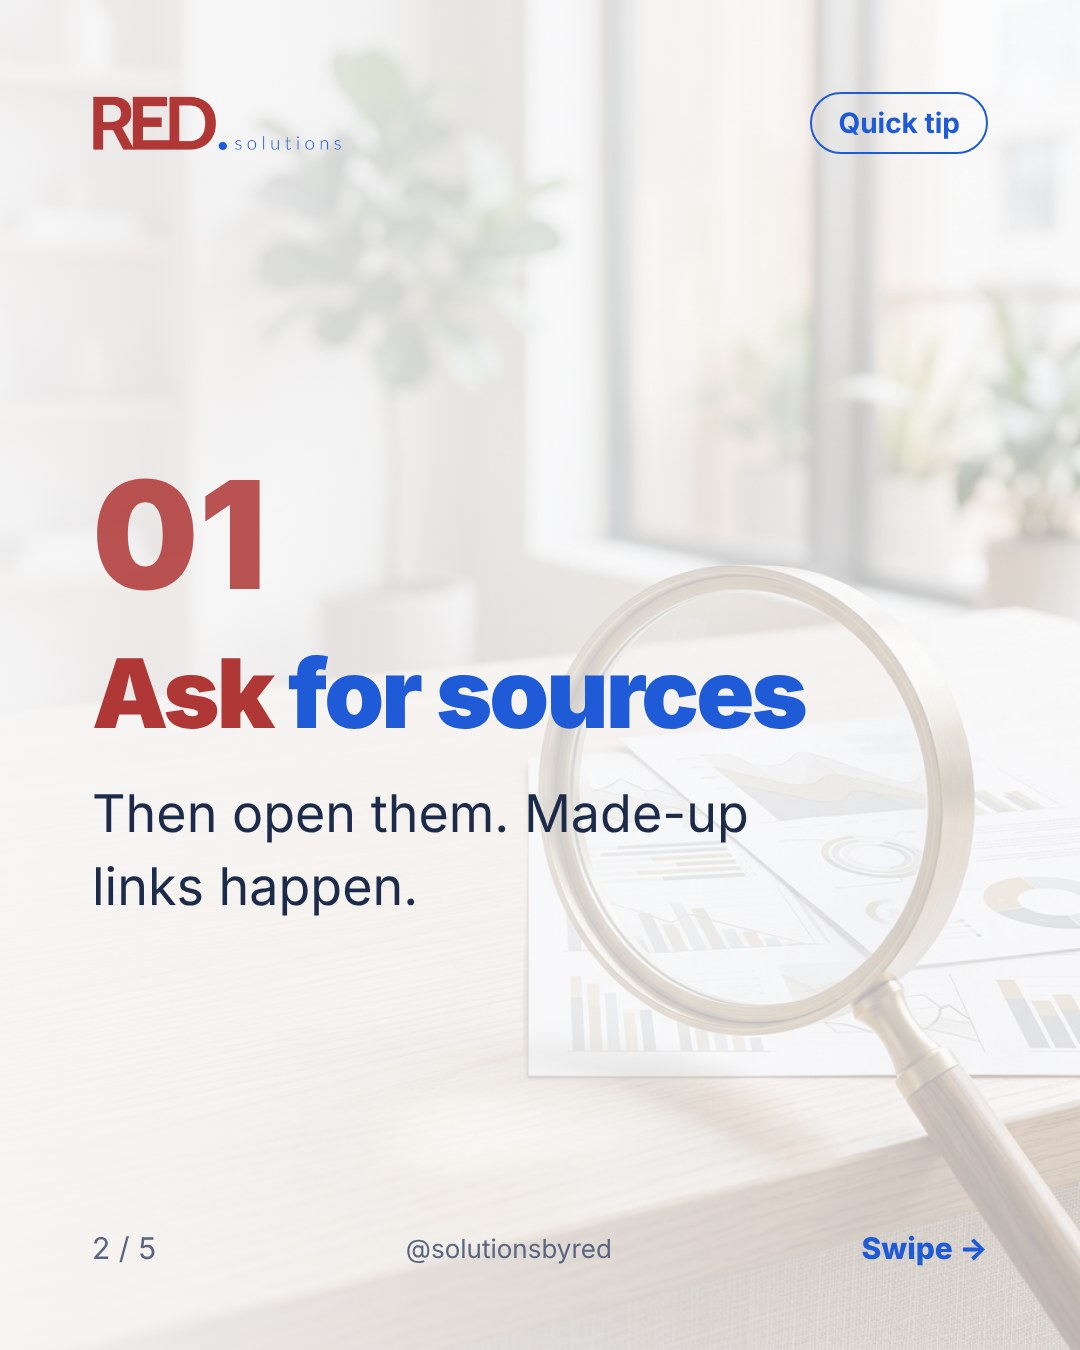 RED.solutions
Quick tip
01
Ask for sources
Then open them. Made-up
links happen.
2 / 5
@solutionsbyred
Swipe →